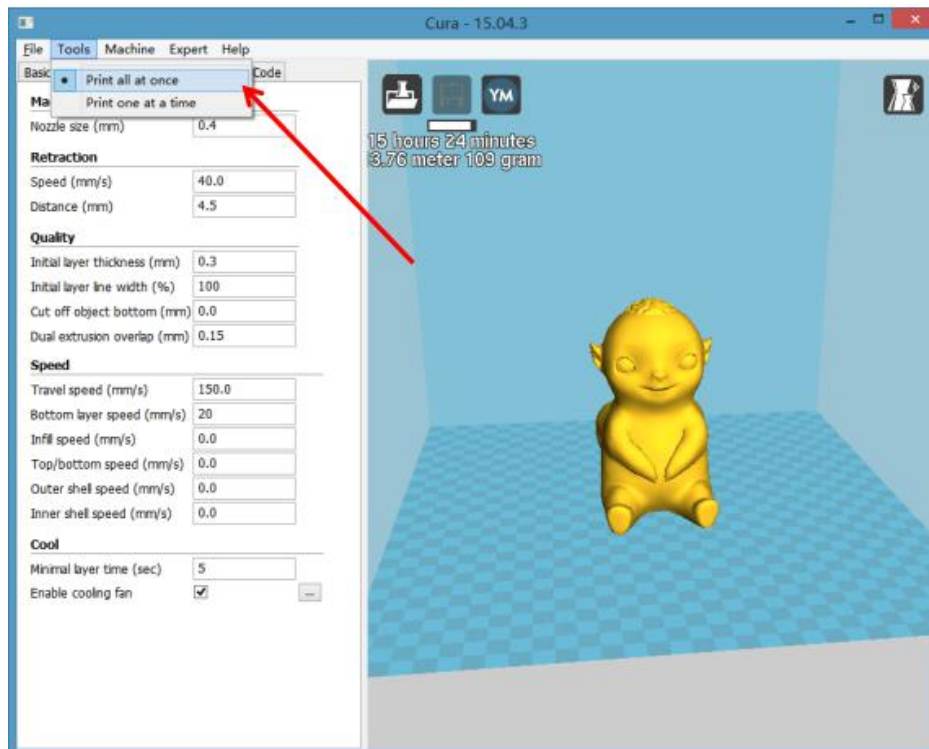 Cura - 15.04.3
File Tools Machine Expert Help
Basic
Code
Print all at once
Print one at a time
Ma
Nozzle size (mm) 0.4
Retraction
Speed (mm/s) 40.0
Distance (mm) 4.5
Quality
Initial layer thickness (mm) 0.3
Initial layer line width (%) 100
Cut off object bottom (mm) 0.0
Dual extrusion overlap (mm) 0.15
Speed
Travel speed (mm/s) 150.0
Bottom layer speed (mm/s) 20
Infill speed (mm/s) 0.0
Top/bottom speed (mm/s) 0.0
Outer shell speed (mm/s) 0.0
Inner shell speed (mm/s) 0.0
Cool
Minimal layer time (sec) 5
Enable cooling fan ...
YM
15 hours 24 minutes
3.76 meter 109 gram